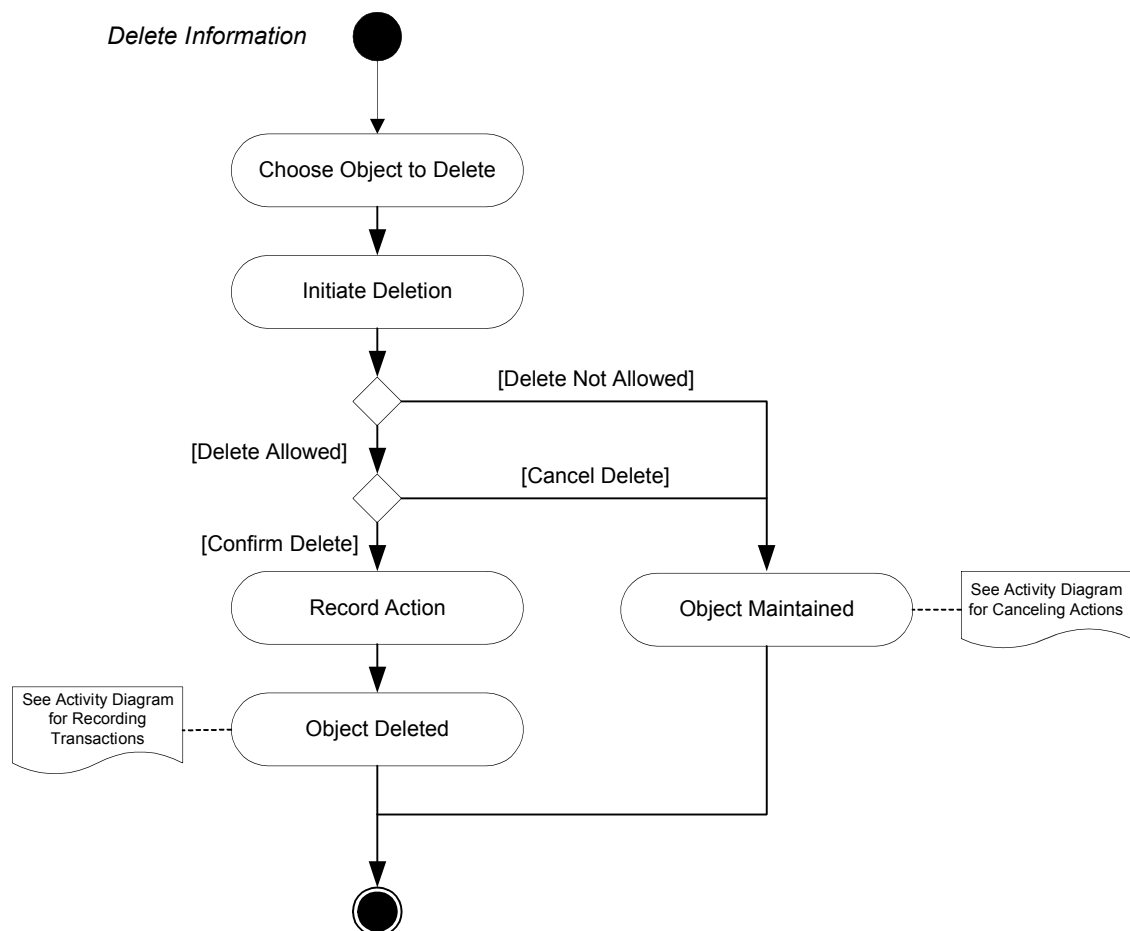 Delete Information
Choose Object to Delete
Initiate Deletion
[Delete Not Allowed]
[Delete Allowed]
[Cancel Delete]
[Confirm Delete]
Record Action
Object Maintained
See Activity Diagram
for Canceling Actions
See Activity Diagram
for Recording
Transactions
Object Deleted